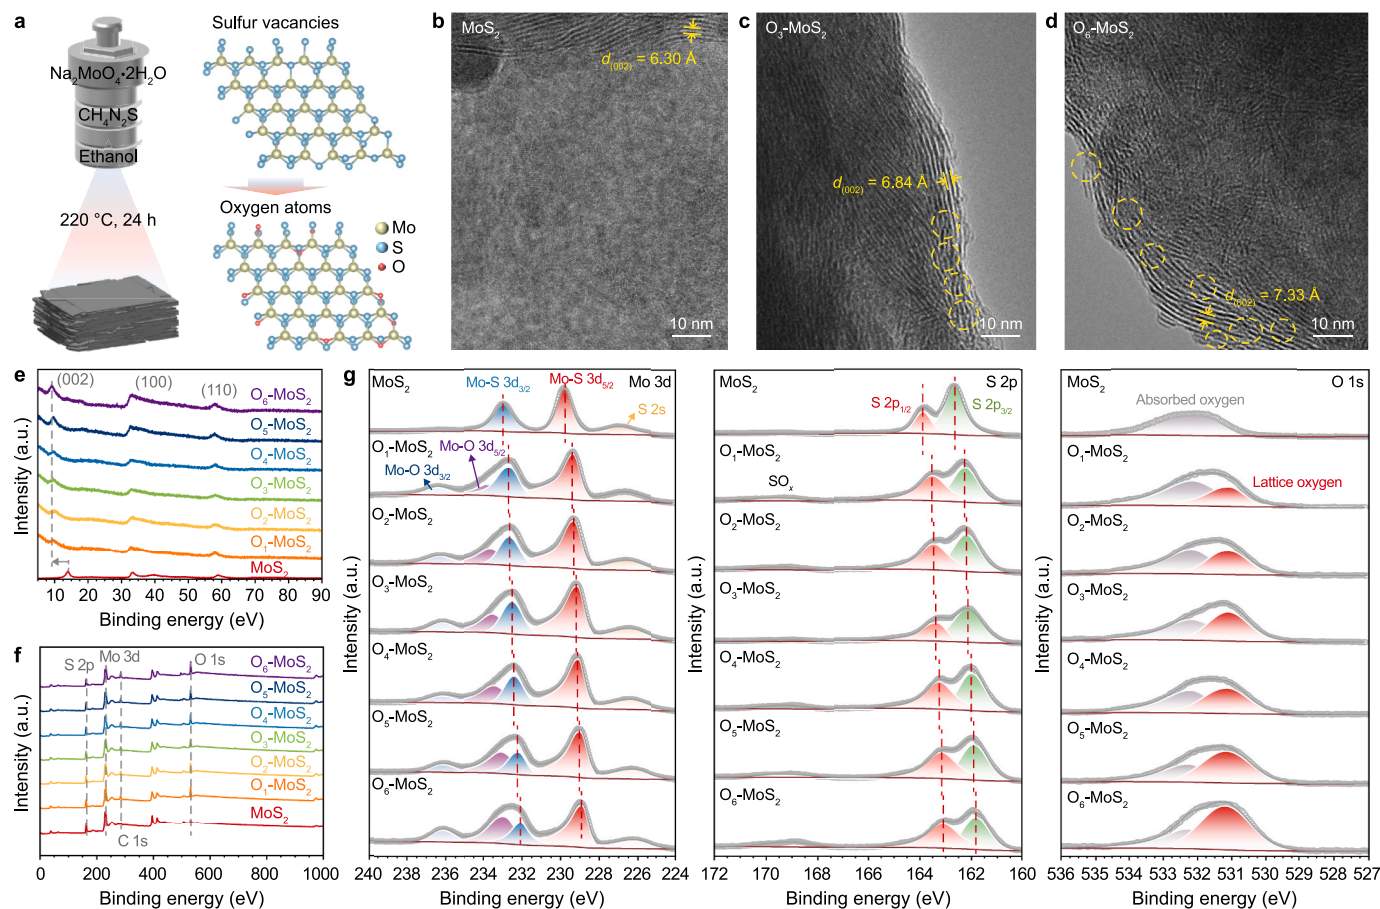 a
Na₂MoO₄•2H₂O
CH₄N₂S
Ethanol
220 °C, 24 h
Sulfur vacancies
Oxygen atoms
Mo
S
O
b
MoS₂
d₍₀₀₂₎ = 6.30 Å
10 nm
c
O₃-MoS₂
d₍₀₀₂₎ = 6.84 Å
10 nm
d
O₆-MoS₂
d₍₀₀₂₎ = 7.33 Å
10 nm
e
Intensity (a.u.)
(002)
(100)
(110)
O₆-MoS₂
O₅-MoS₂
O₄-MoS₂
O₃-MoS₂
O₂-MoS₂
O₁-MoS₂
MoS₂
10 20 30 40 50 60 70 80 90
Binding energy (eV)
f
Intensity (a.u.)
S 2p
Mo 3d
O 1s
C 1s
O₆-MoS₂
O₅-MoS₂
O₄-MoS₂
O₃-MoS₂
O₂-MoS₂
O₁-MoS₂
MoS₂
0 200 400 600 800 1000
Binding energy (eV)
g
Intensity (a.u.)
MoS₂
Mo-S 3d₃/₂
Mo-S 3d₅/₂
Mo 3d
S 2s
O₁-MoS₂
Mo-O 3d₅/₂
Mo-O 3d₃/₂
O₂-MoS₂
O₃-MoS₂
O₄-MoS₂
O₅-MoS₂
O₆-MoS₂
240 238 236 234 232 230 228 226 224
Binding energy (eV)
Intensity (a.u.)
MoS₂
S 2p
S 2p₁/₂
S 2p₃/₂
O₁-MoS₂
SOₓ
O₂-MoS₂
O₃-MoS₂
O₄-MoS₂
O₅-MoS₂
O₆-MoS₂
172 170 168 166 164 162 160
Binding energy (eV)
Intensity (a.u.)
MoS₂
O 1s
Absorbed oxygen
O₁-MoS₂
Lattice oxygen
O₂-MoS₂
O₃-MoS₂
O₄-MoS₂
O₅-MoS₂
O₆-MoS₂
536 535 534 533 532 531 530 529 528 527
Binding energy (eV)